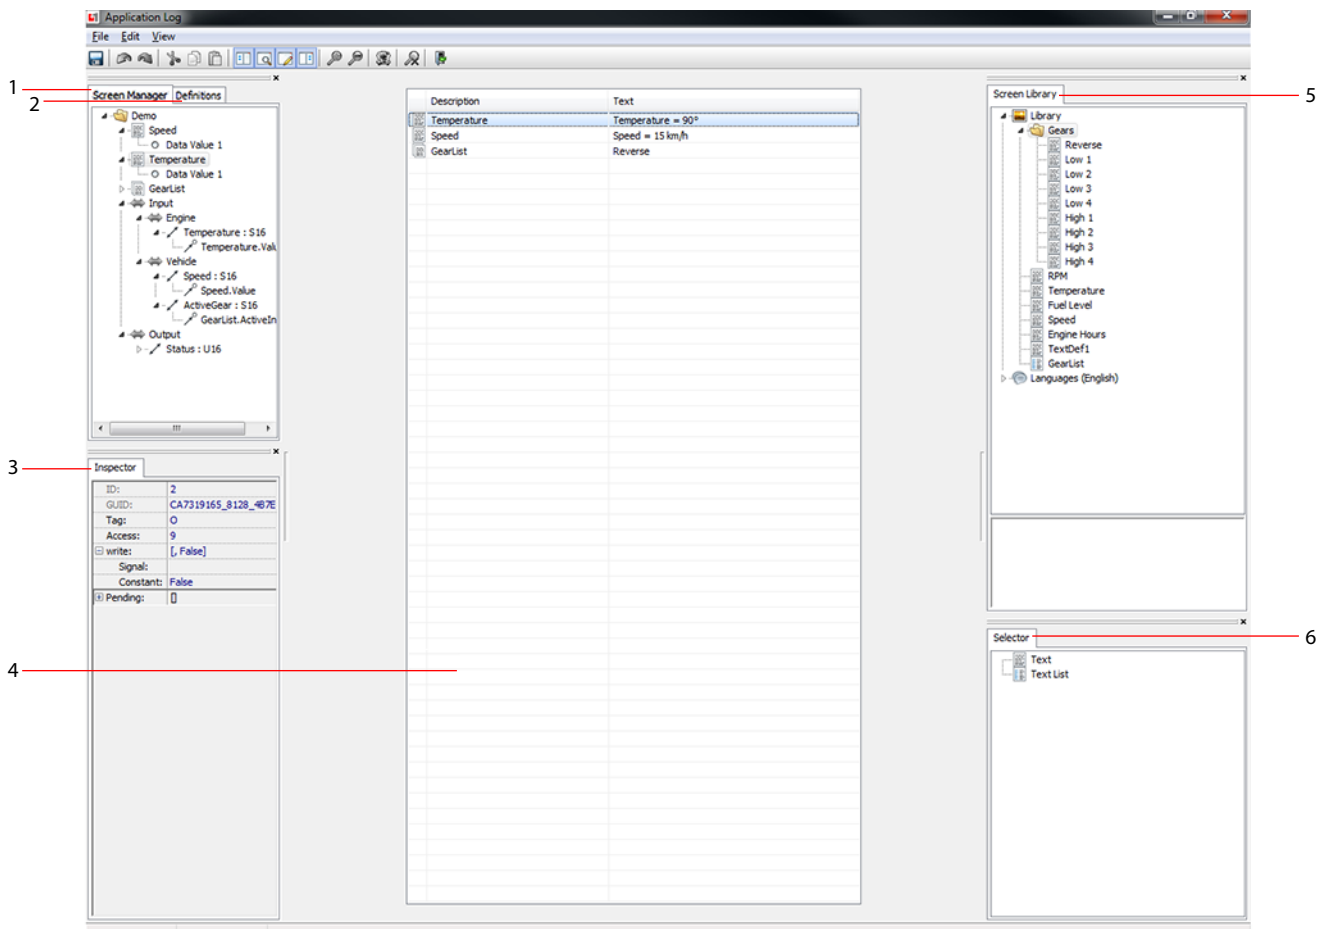 Application Log
File Edit View
1
2
Screen Manager Definitions
Demo
Speed
Data Value 1
Temperature
Data Value 1
GearList
Input
Engine
Temperature : S16
Temperature.Valu
Vehicle
Speed : S16
Speed.Value
ActiveGear : S16
GearList.ActiveIn
Output
Status : U16
3
Inspector
ID: 2
GUID: CA7319165_8128_4B7E
Tag: O
Access: 9
write: [, False]
Signal:
Constant: False
Pending: []
Description Text
Temperature Temperature = 90°
Speed Speed = 15 km/h
GearList Reverse
4
Screen Library
5
Library
Gears
Reverse
Low 1
Low 2
Low 3
Low 4
High 1
High 2
High 3
High 4
RPM
Temperature
Fuel Level
Speed
Engine Hours
TextDef1
GearList
Languages (English)
Selector
6
Text
Text List